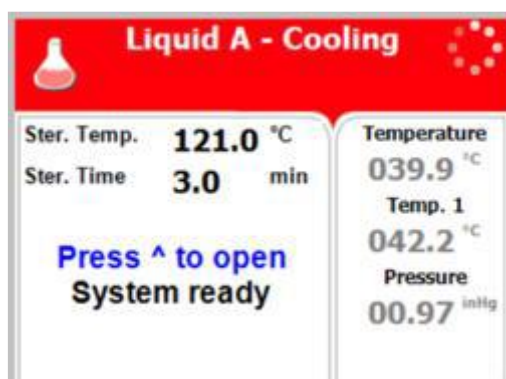 Liquid A - Cooling
Ster. Temp. 121.0 °C
Ster. Time 3.0 min
Press ^ to open
System ready
Temperature
039.9 °C
Temp. 1
042.2 °C
Pressure
00.97 inHg